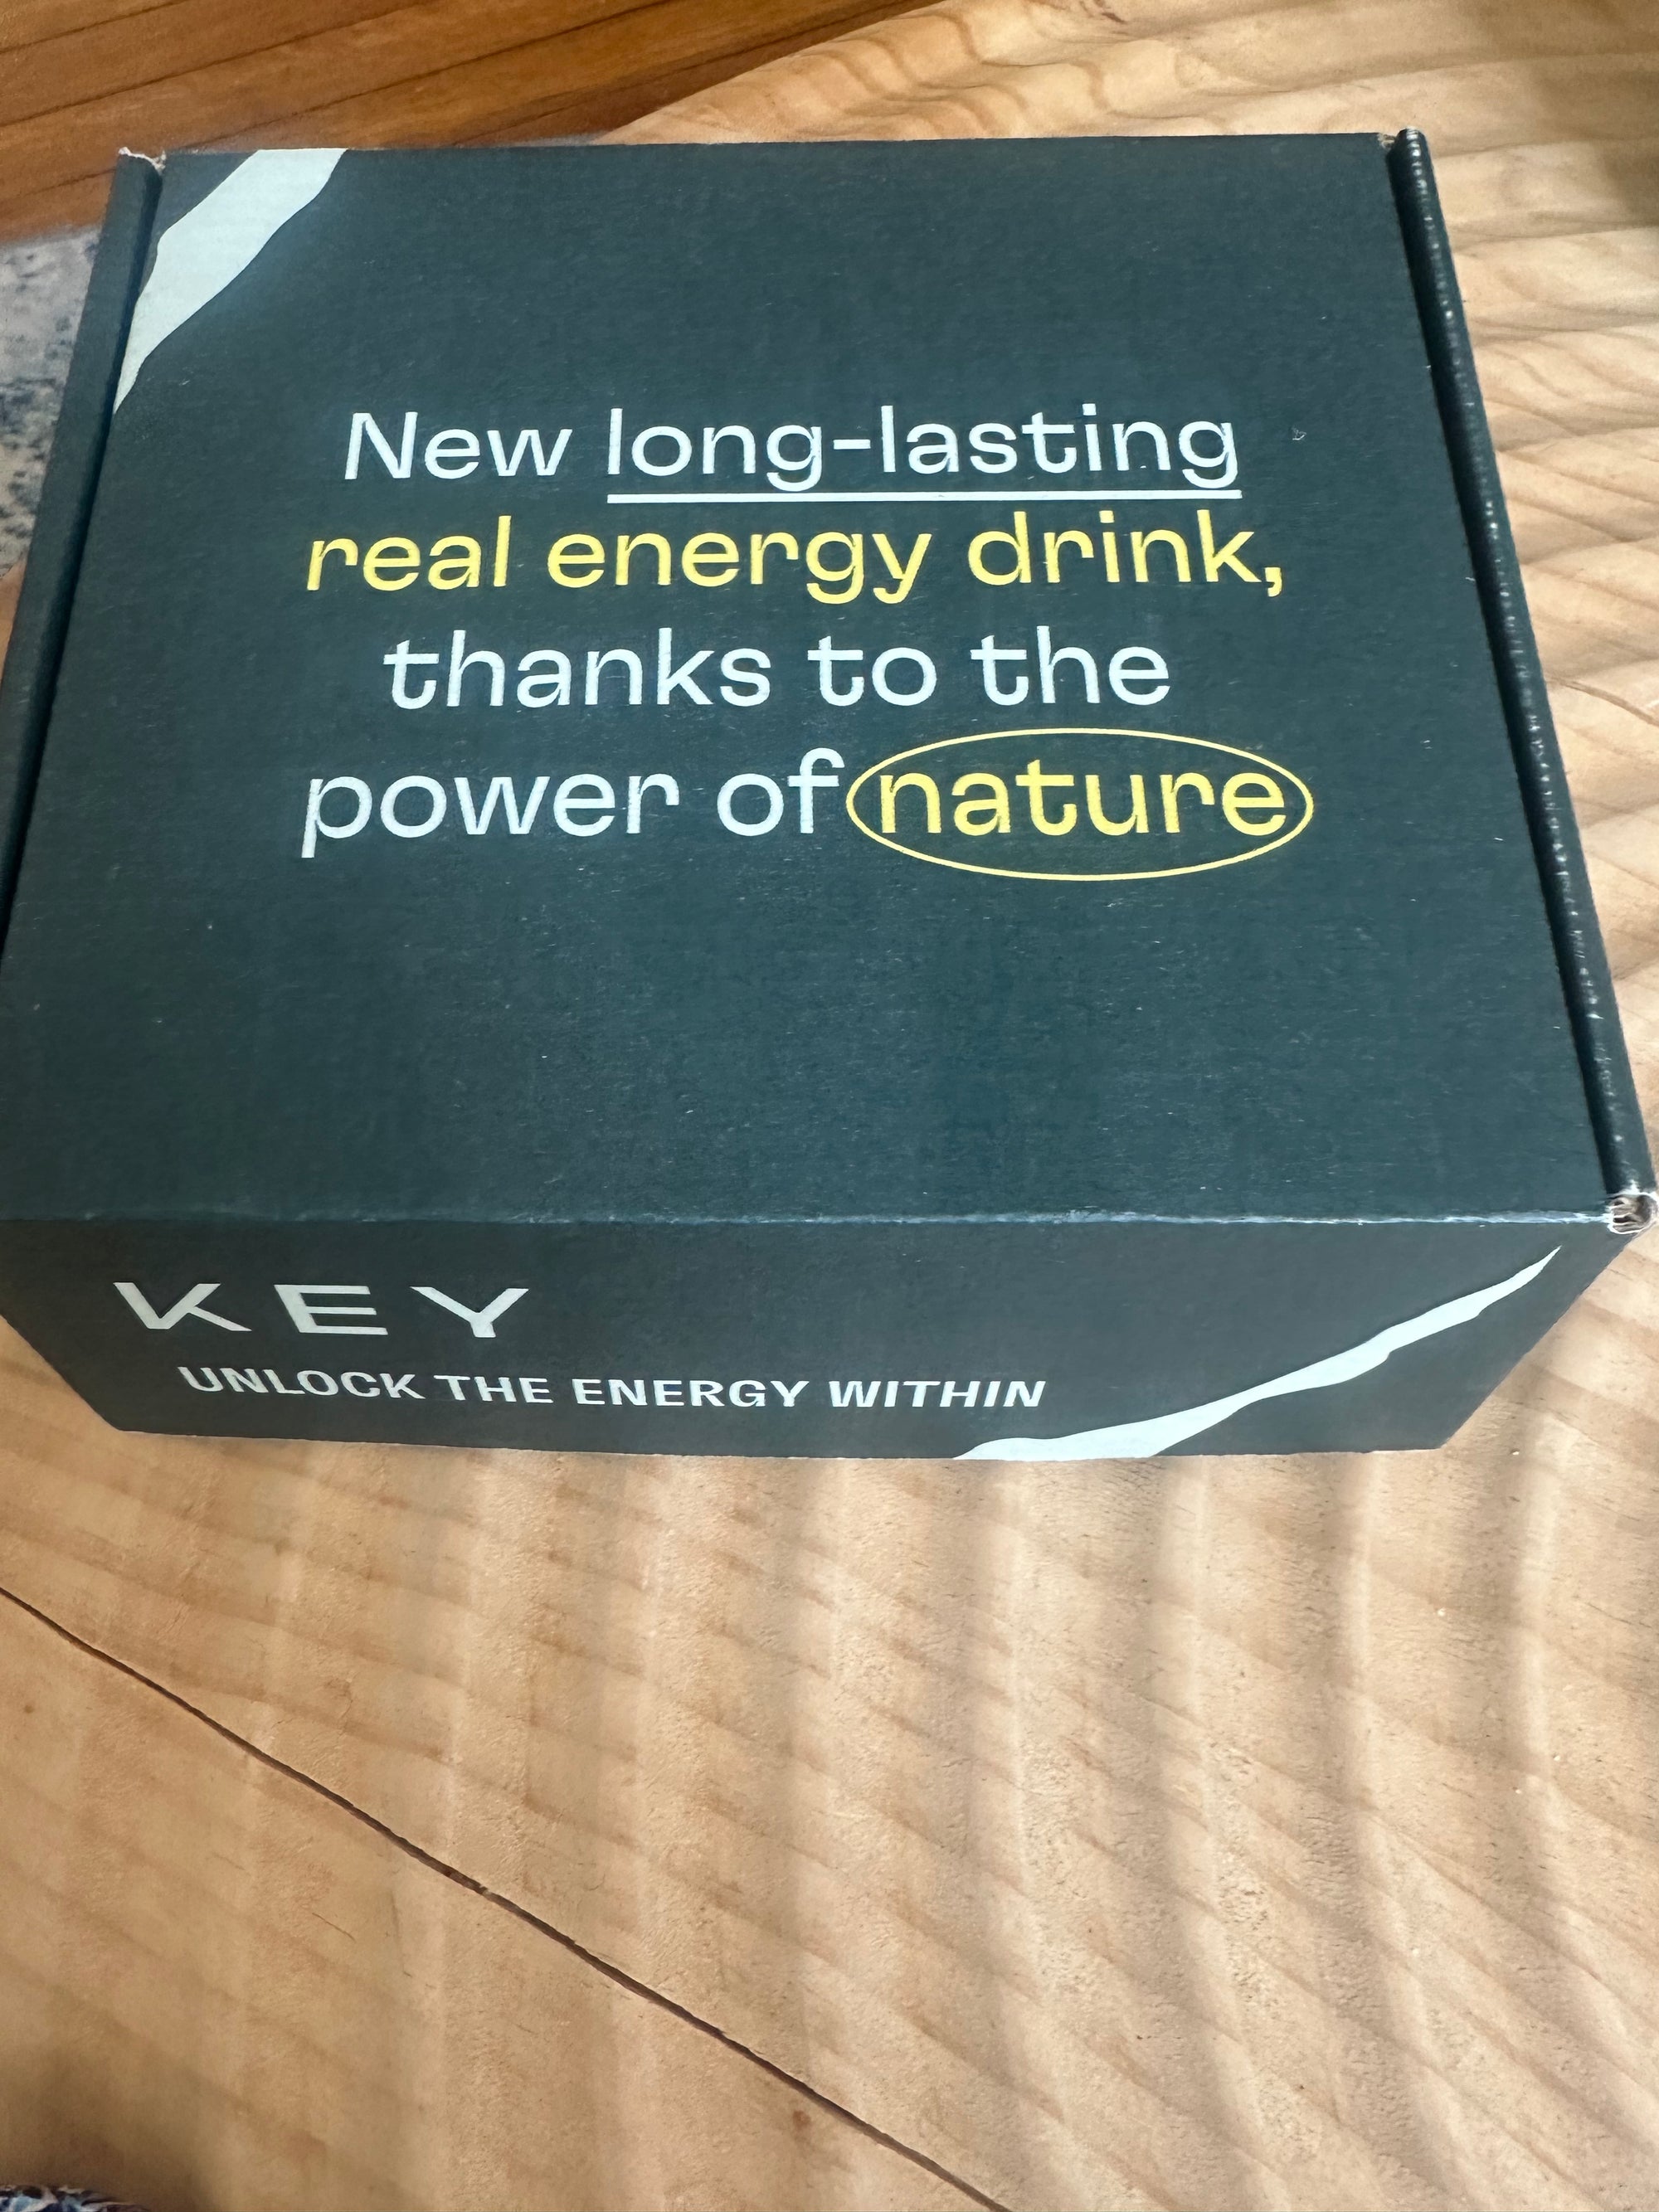 New long-lasting
real energy drink,
thanks to the
power of nature
KEY
UNLOCK THE ENERGY WITHIN